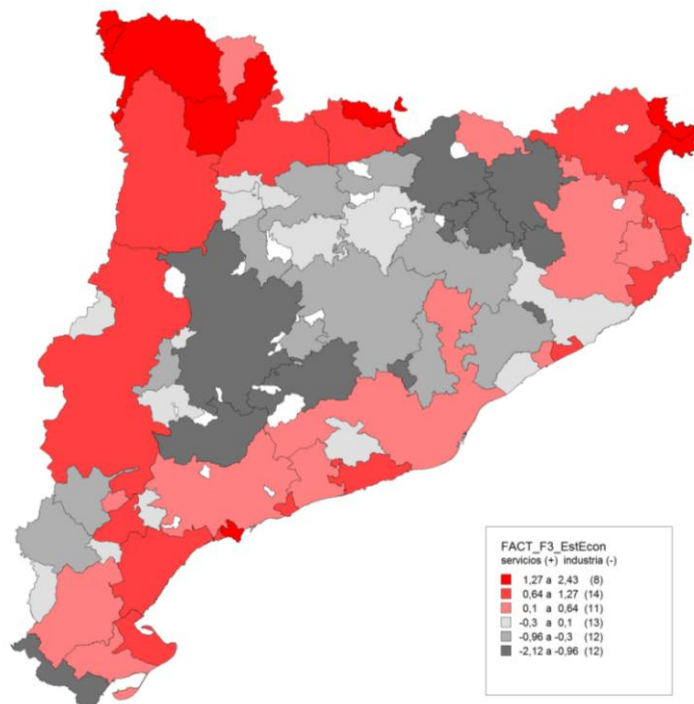 FACT_F3_EstEcon
servicios (+) industria (-)
1,27 a 2,43 (8)
0,64 a 1,27 (14)
0,1 a 0,64 (11)
-0,3 a 0,1 (13)
-0,96 a -0,3 (12)
-2,12 a -0,96 (12)